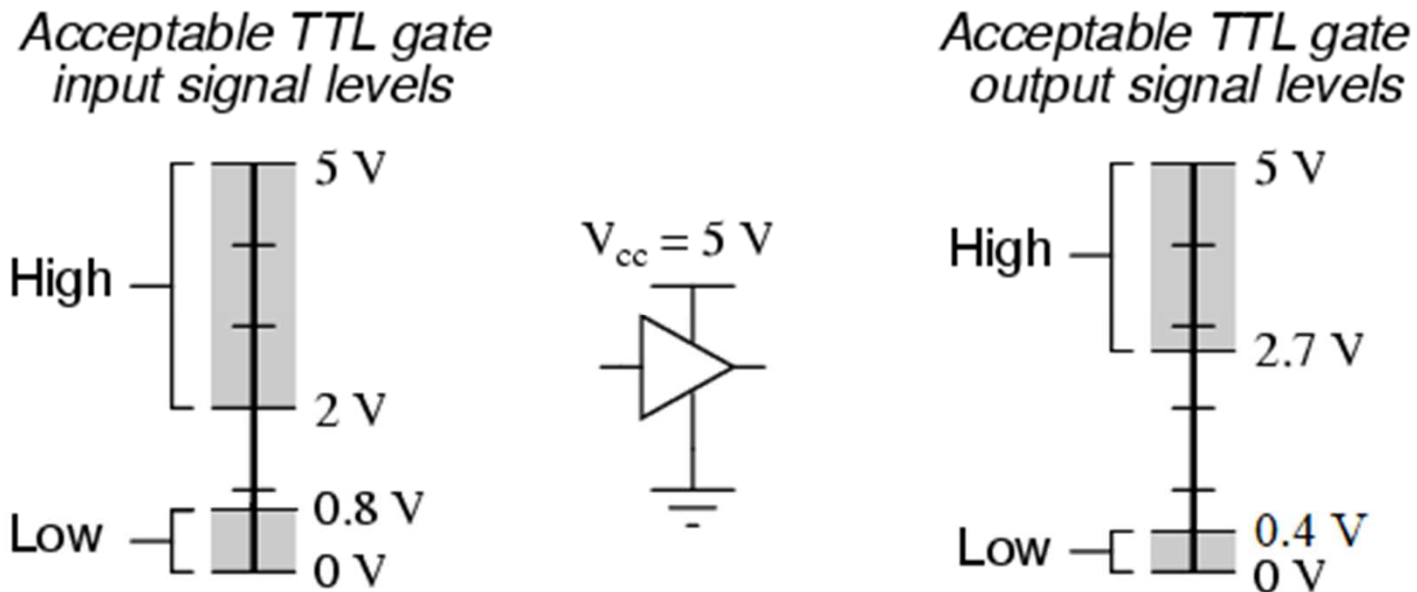 Acceptable TTL gate
input signal levels
5 V
High
2 V
0.8 V
Low
0 V
Vcc = 5 V
Acceptable TTL gate
output signal levels
5 V
High
2.7 V
0.4 V
Low
0 V